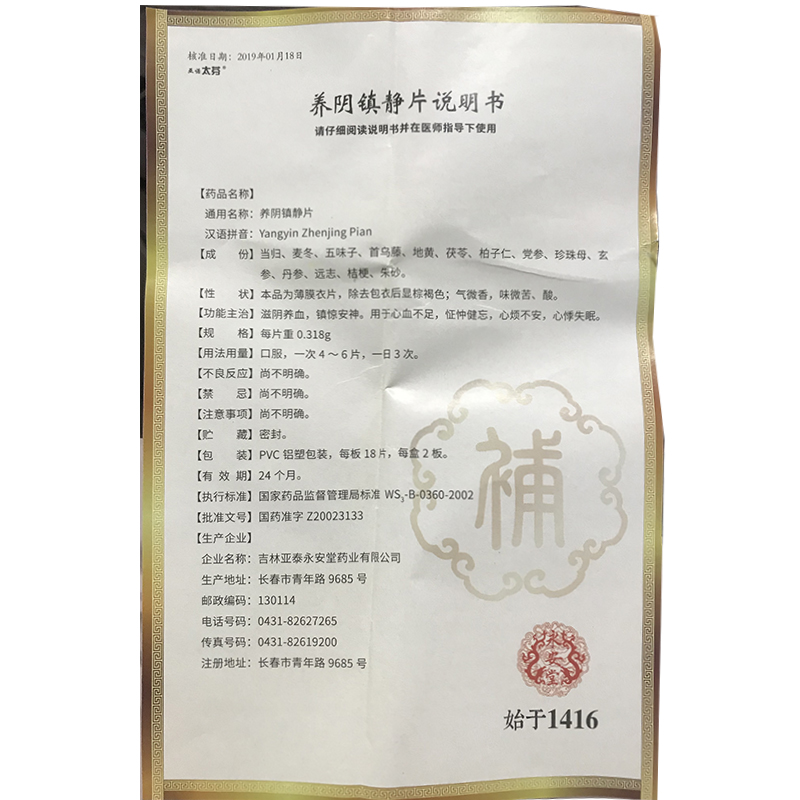 核准日期：2019年01月18日
亚泰太芬®
养阴镇静片说明书
请仔细阅读说明书并在医师指导下使用
【药品名称】
通用名称：养阴镇静片
汉语拼音：Yangyin Zhenjing Pian
【成　份】当归、麦冬、五味子、首乌藤、地黄、茯苓、柏子仁、党参、珍珠母、玄
参、丹参、远志、桔梗、朱砂。
【性　状】本品为薄膜衣片，除去包衣后显棕褐色；气微香，味微苦、酸。
【功能主治】滋阴养血，镇惊安神。用于心血不足，怔忡健忘，心烦不安，心悸失眠。
【规　格】每片重 0.318g
【用法用量】口服，一次 4～6 片，一日 3 次。
【不良反应】尚不明确。
【禁　忌】尚不明确。
【注意事项】尚不明确。
【贮　藏】密封。
【包　装】PVC 铝塑包装，每板 18 片，每盒 2 板。
【有 效 期】24 个月。
【执行标准】国家药品监督管理局标准 WS₃-B-0360-2002
【批准文号】国药准字 Z20023133
【生产企业】
企业名称：吉林亚泰永安堂药业有限公司
生产地址：长春市青年路 9685 号
邮政编码：130114
电话号码：0431-82627265
传真号码：0431-82619200
注册地址：长春市青年路 9685 号
補
永安堂
始于1416